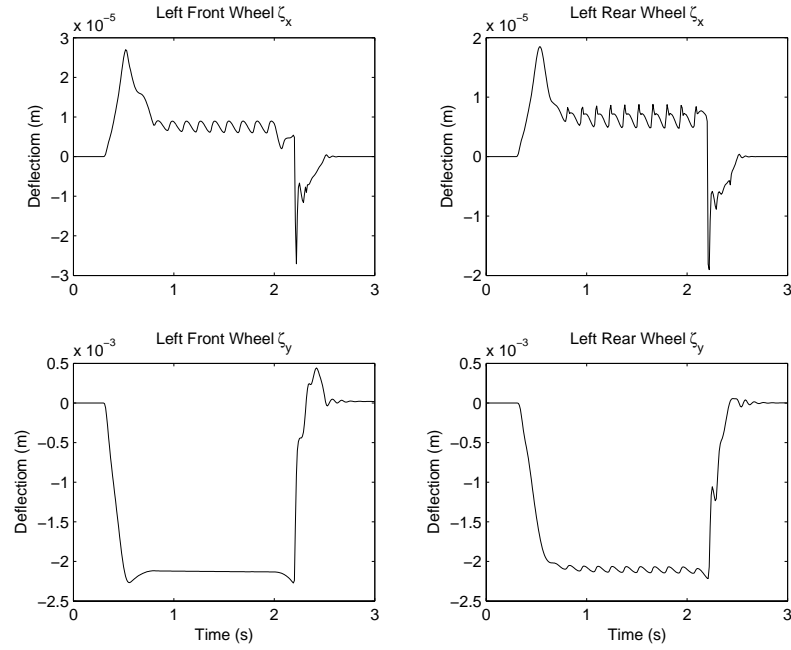 Left Front Wheel ζx
x 10−5
3
2
1
0
−1
−2
−3
0 1 2 3
Deflectiom (m)
Left Rear Wheel ζx
x 10−5
2
1
0
−1
−2
0 1 2 3
Deflectiom (m)
Left Front Wheel ζy
x 10−3
0.5
0
−0.5
−1
−1.5
−2
−2.5
0 1 2 3
Deflectiom (m)
Time (s)
Left Rear Wheel ζy
x 10−3
0.5
0
−0.5
−1
−1.5
−2
−2.5
0 1 2 3
Deflectiom (m)
Time (s)